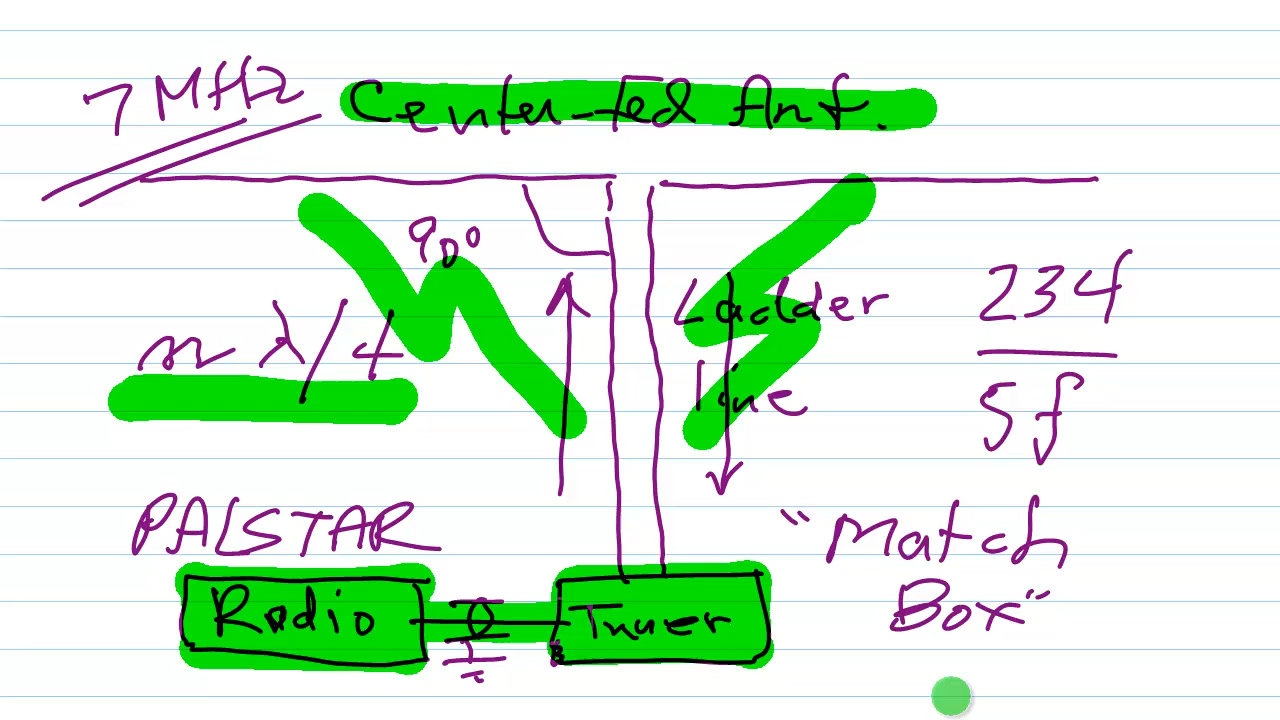 7 MHz
Center-fed Ant.
90°
Ladder
line
n λ/4
234
5f
PALSTAR
"Match
Box"
Radio
Tuner
B